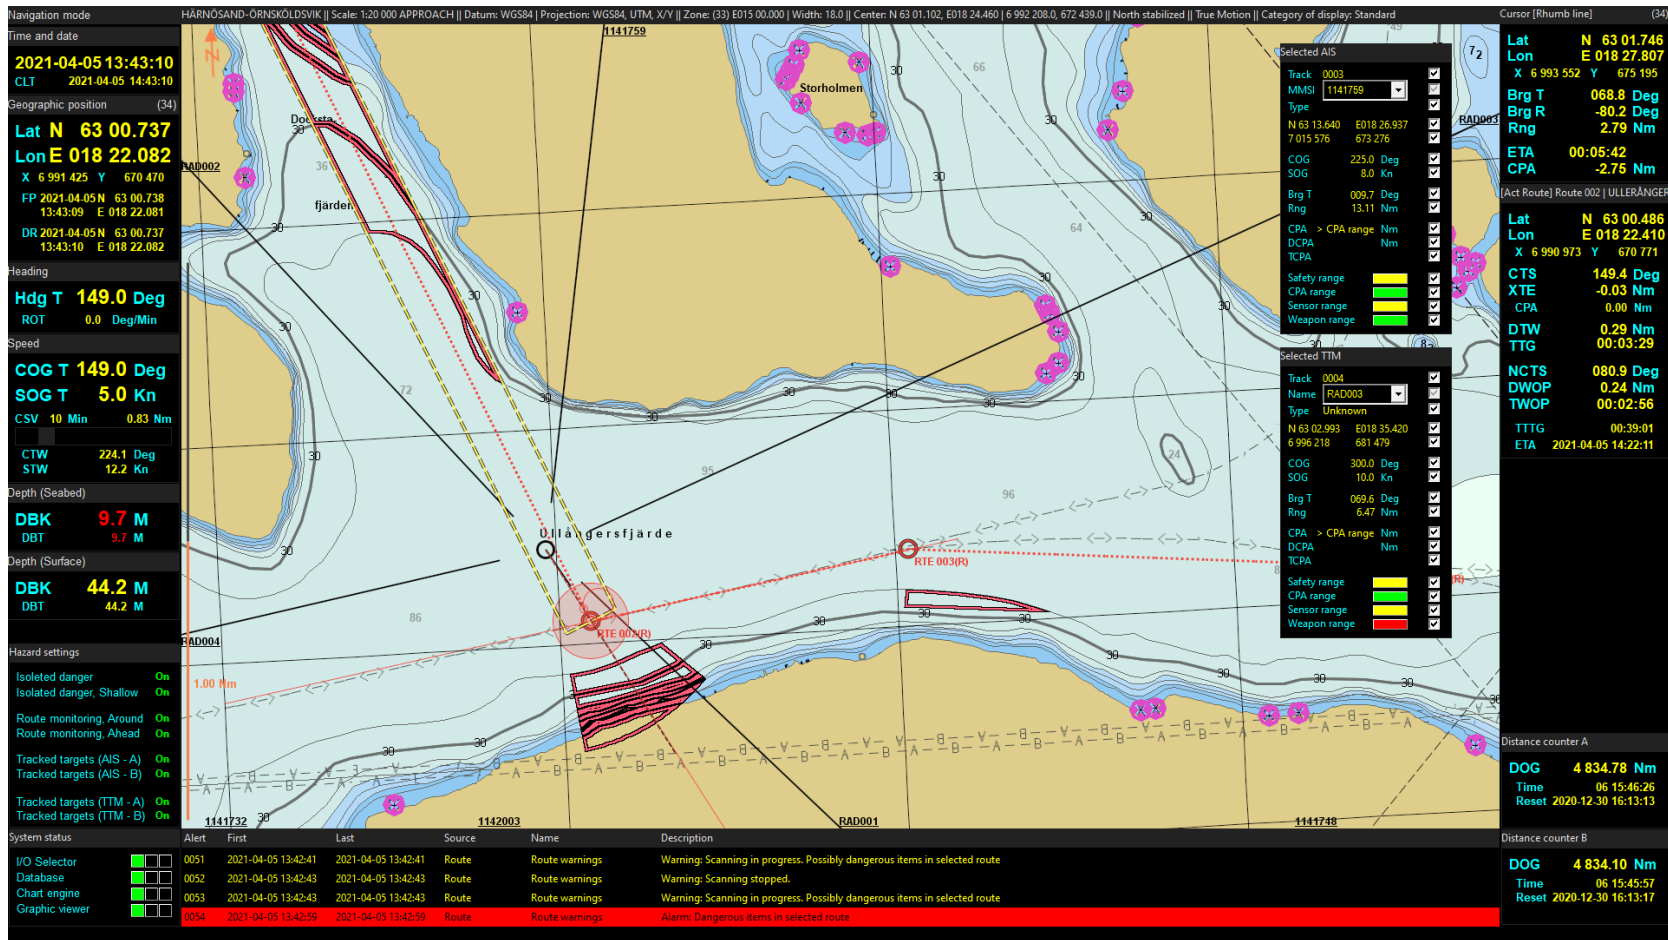 Navigation mode
HÄRNÖSAND-ÖRNSKÖLDSVIK || Scale: 1:20 000 APPROACH || Datum: WGS84 | Projection: WGS84, UTM, X/Y || Zone: (33) E015 00.000 | Width: 18.0 || Center: N 63 01.102, E018 24.460 | 6 992 208.0, 672 439.0 || North stabilized || True Motion || Category of display: Standard
Cursor [Rhumb line] (34)
Time and date
2021-04-05 13:43:10
CLT 2021-04-05 14:43:10
Geographic position (34)
Lat N 63 00.737
Lon E 018 22.082
X 6 991 425 Y 670 470
FP 2021-04-05 N 63 00.738
13:43:09 E 018 22.081
DR 2021-04-05 N 63 00.737
13:43:10 E 018 22.082
Heading
Hdg T 149.0 Deg
ROT 0.0 Deg/Min
Speed
COG T 149.0 Deg
SOG T 5.0 Kn
CSV 10 Min 0.83 Nm
CTW 224.1 Deg
STW 12.2 Kn
Depth (Seabed)
DBK 9.7 M
DBT 9.7 M
Depth (Surface)
DBK 44.2 M
DBT 44.2 M
Hazard settings
Isoleted danger On
Isolated danger, Shallow On
Route monitoring, Around On
Route monitoring, Ahead On
Tracked targets (AIS - A) On
Tracked targets (AIS - B) On
Tracked targets (TTM - A) On
Tracked targets (TTM - B) On
System status
I/O Selector
Database
Chart engine
Graphic viewer
N
1141759
Storholmen
Docksta
fjärden
RAD002
RAD003
30
36
66
64
72
95
96
24
86
7 2
49
Ullångersfjärde
RTE 002(R)
RTE 003(R)
RAD004
1.00 Nm
1141732
1142003
RAD001
1141748
Selected AIS
Track 0003
MMSI 1141759
Type
N 63 13.640 E018 26.937
7 015 576 673 276
COG 225.0 Deg
SOG 8.0 Kn
Brg T 009.7 Deg
Rng 13.11 Nm
CPA > CPA range Nm
DCPA Nm
TCPA
Safety range
CPA range
Sensor range
Weapon range
Selected TTM
Track 0004
Name RAD003
Type Unknown
N 63 02.993 E018 35.420
6 996 218 681 479
COG 300.0 Deg
SOG 10.0 Kn
Brg T 069.6 Deg
Rng 6.47 Nm
CPA > CPA range Nm
DCPA Nm
TCPA
Safety range
CPA range
Sensor range
Weapon range
Lat N 63 01.746
Lon E 018 27.807
X 6 993 552 Y 675 195
Brg T 068.8 Deg
Brg R -80.2 Deg
Rng 2.79 Nm
ETA 00:05:42
CPA -2.75 Nm
[Act Route] Route 002 | ULLERÅNGER
Lat N 63 00.486
Lon E 018 22.410
X 6 990 973 Y 670 771
CTS 149.4 Deg
XTE -0.03 Nm
CPA 0.00 Nm
DTW 0.29 Nm
TTG 00:03:29
NCTS 080.9 Deg
DWOP 0.24 Nm
TWOP 00:02:56
TTTG 00:39:01
ETA 2021-04-05 14:22:11
Distance counter A
DOG 4 834.78 Nm
Time 06 15:46:26
Reset 2020-12-30 16:13:13
Distance counter B
DOG 4 834.10 Nm
Time 06 15:45:57
Reset 2020-12-30 16:13:17
Alert First Last Source Name Description
0051 2021-04-05 13:42:41 2021-04-05 13:42:41 Route Route warnings Warning: Scanning in progress. Possibly dangerous items in selected route
0052 2021-04-05 13:42:43 2021-04-05 13:42:43 Route Route warnings Warning: Scanning stopped.
0053 2021-04-05 13:42:43 2021-04-05 13:42:43 Route Route warnings Warning: Scanning in progress. Possibly dangerous items in selected route
0054 2021-04-05 13:42:59 2021-04-05 13:42:59 Route Route warnings Alarm: Dangerous items in selected route